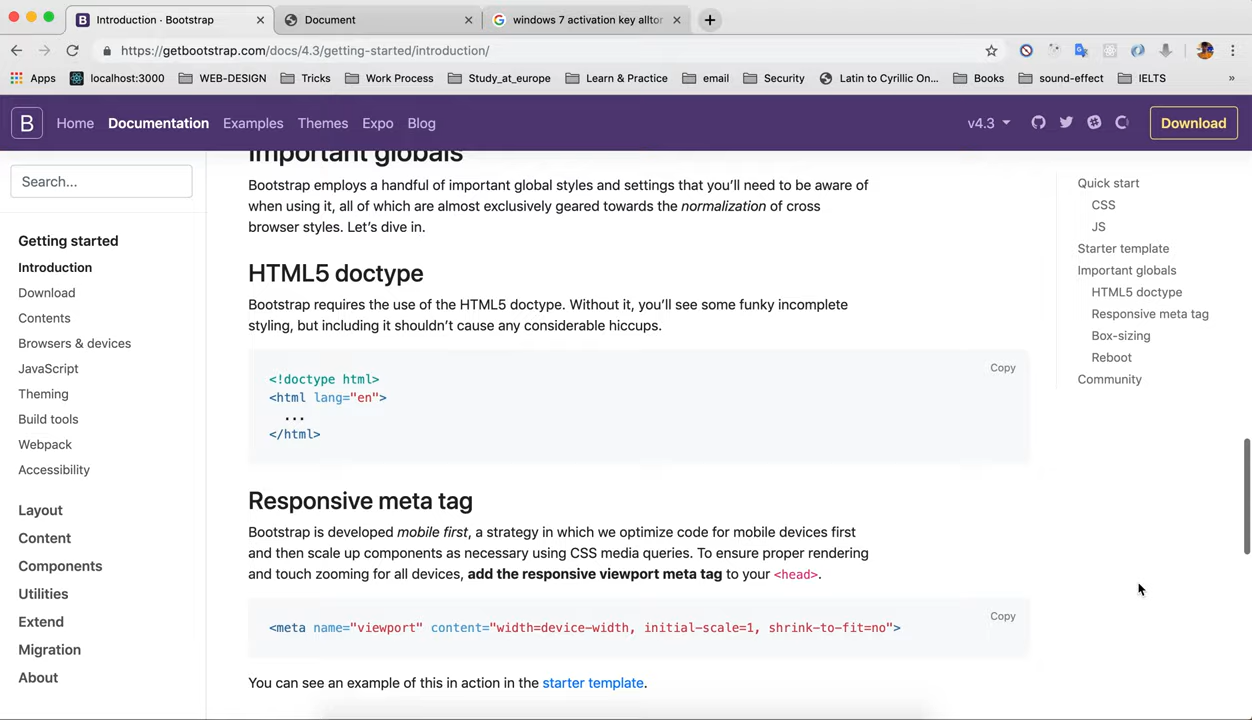 Introduction · Bootstrap
Document
windows 7 activation key alltor
https://getbootstrap.com/docs/4.3/getting-started/introduction/
Apps
localhost:3000
WEB-DESIGN
Tricks
Work Process
Study_at_europe
Learn & Practice
email
Security
Latin to Cyrillic On...
Books
sound-effect
IELTS
»
B
Home
Documentation
Examples
Themes
Expo
Blog
v4.3
Download
Search...
Getting started
Introduction
Download
Contents
Browsers & devices
JavaScript
Theming
Build tools
Webpack
Accessibility
Layout
Content
Components
Utilities
Extend
Migration
About
Important globals
Bootstrap employs a handful of important global styles and settings that you’ll need to be aware of
when using it, all of which are almost exclusively geared towards the normalization of cross
browser styles. Let’s dive in.
HTML5 doctype
Bootstrap requires the use of the HTML5 doctype. Without it, you’ll see some funky incomplete
styling, but including it shouldn’t cause any considerable hiccups.
Copy
<!doctype html>
<html lang="en">
...
</html>
Responsive meta tag
Bootstrap is developed mobile first, a strategy in which we optimize code for mobile devices first
and then scale up components as necessary using CSS media queries. To ensure proper rendering
and touch zooming for all devices, add the responsive viewport meta tag to your <head>.
Copy
<meta name="viewport" content="width=device-width, initial-scale=1, shrink-to-fit=no">
You can see an example of this in action in the starter template.
Quick start
CSS
JS
Starter template
Important globals
HTML5 doctype
Responsive meta tag
Box-sizing
Reboot
Community